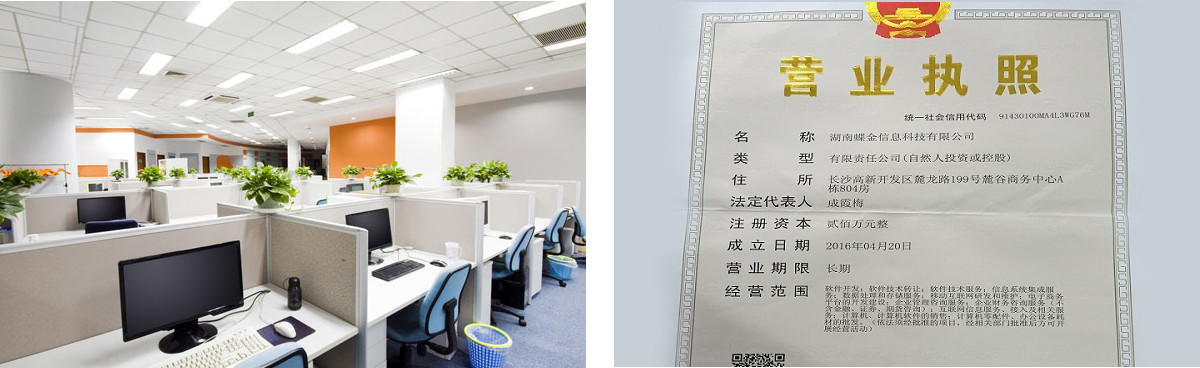 营业执照
统一社会信用代码 91430100MA4L3WG76M
名称 湖南蝶金信息科技有限公司
类型 有限责任公司(自然人投资或控股)
住所 长沙高新开发区麓龙路199号麓谷商务中心A
栋804房
法定代表人 成霞梅
注册资本 贰佰万元整
成立日期 2016年04月20日
营业期限 长期
经营范围 软件开发；软件技术转让；软件技术服务；信息系统集成服
务；数据处理和存储服务；移动互联网研发和维护；电子商务
平台的开发建设；企业管理咨询服务；企业财务咨询服务（不
含金融、证券、期货咨询）；互联网信息服务、接入及相关服
务；计算机、计算机软件的销售；计算机零配件、办公设备耗
材的批发。（依法须经批准的项目，经相关部门批准后方可开
展经营活动）